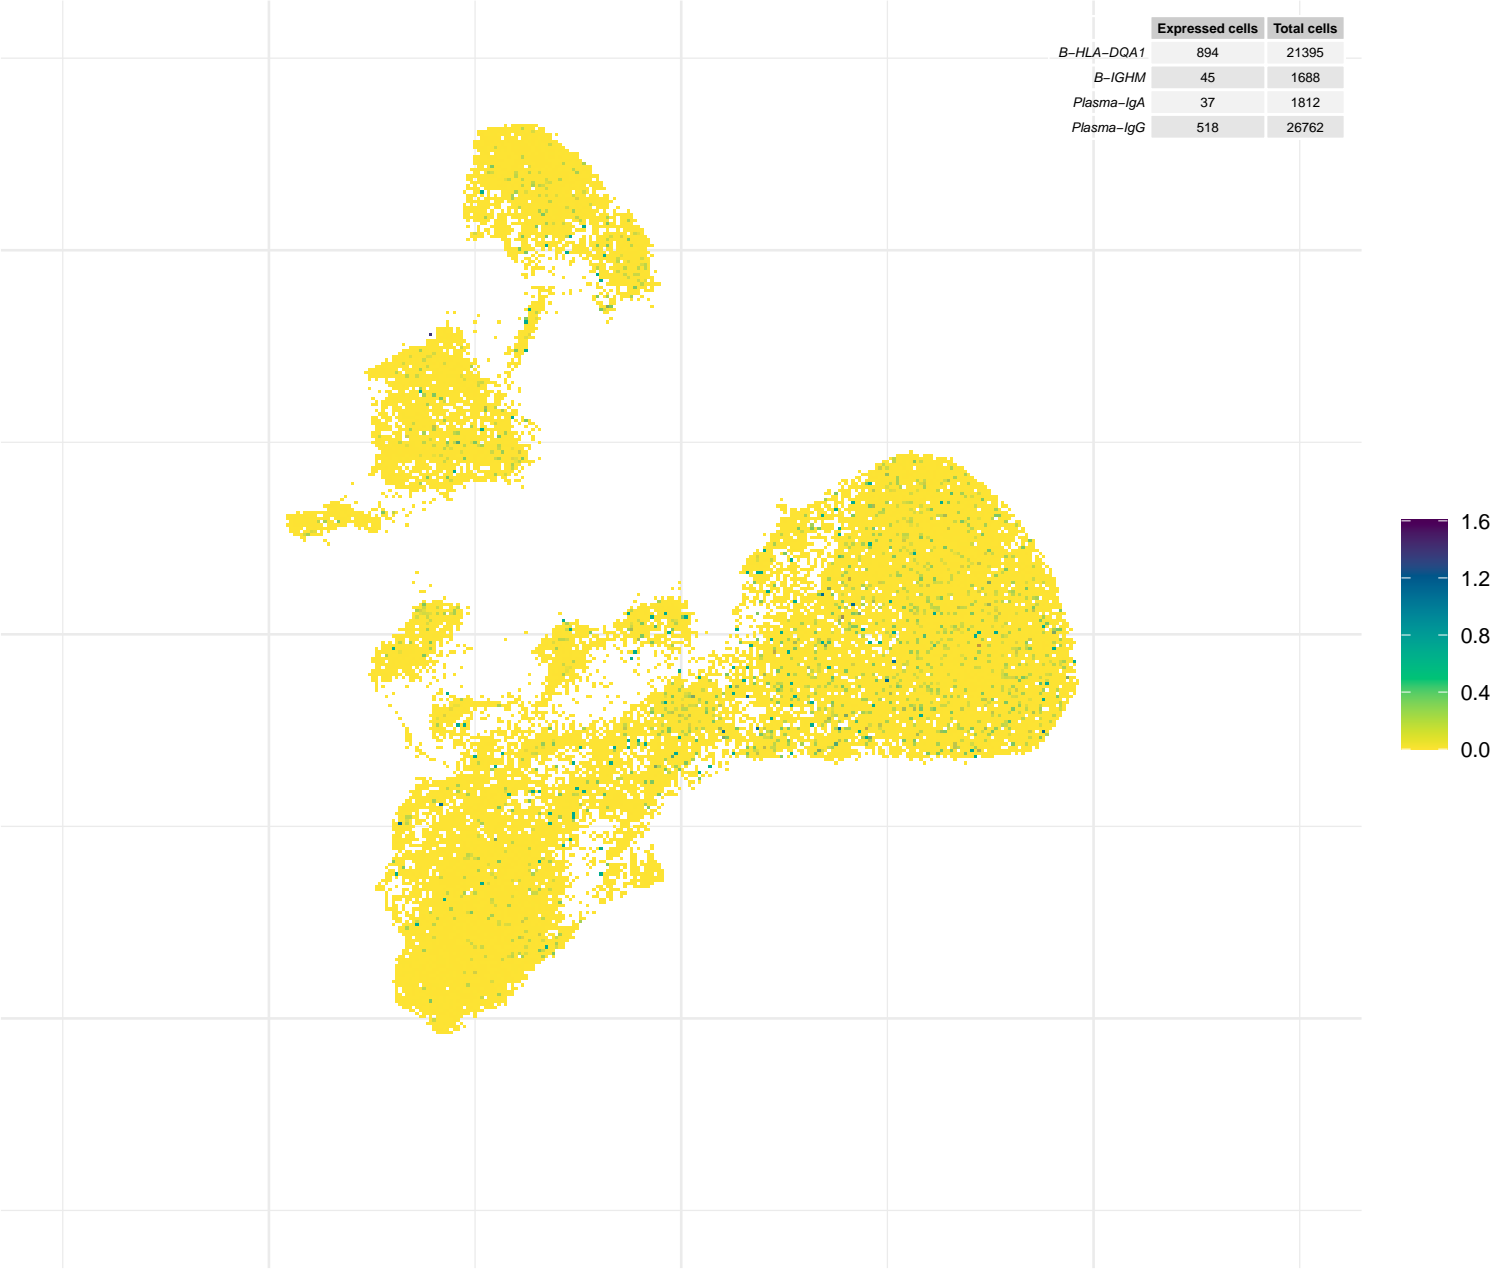 Expressed cells Total cells
B−HLA−DQA1 894 21395
B−IGHM 45 1688
Plasma−IgA 37 1812
Plasma−IgG 518 26762
1.6
1.2
0.8
0.4
0.0